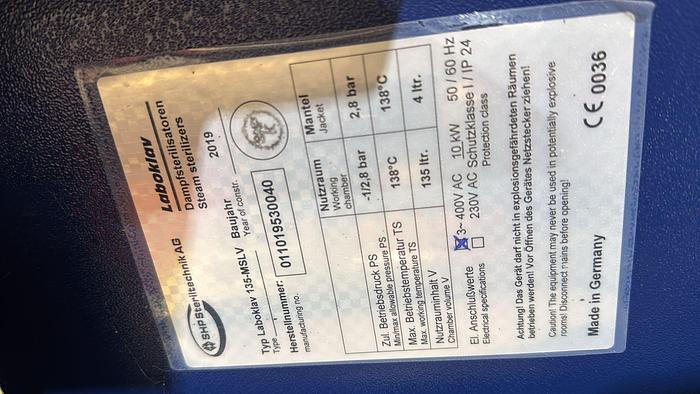 SHP Steriltechnik AG
Laboklav
Dampfsterilisatoren
Steam sterilizers
Typ Laboklav 135-MSLV
Type
Baujahr 2019
Year of constr.
Herstellnummer: 011019530040
manufacturing no.
Nutzraum Mantel
Working Jacket
chamber
Zul. Betriebsdruck PS -1/2,8 bar 2,8 bar
Min/max allowable pressure PS
Max. Betriebstemperatur TS 138°C 138°C
Max. working temperature TS
Nutzrauminhalt V 135 ltr. 4 ltr.
Chamber volume V
El. Anschlußwerte 3~ 400V AC 10 KW 50 / 60 Hz
Electrical specifications 230V AC Schutzklasse I / IP 24
Protection class
Achtung! Das Gerät darf nicht in explosionsgefährdeten Räumen
betrieben werden! Vor Öffnen des Gerätes Netzstecker ziehen!
Caution! The equipment may never be used in potentially explosive
rooms! Disconnect mains before opening!
Made in Germany CE 0036